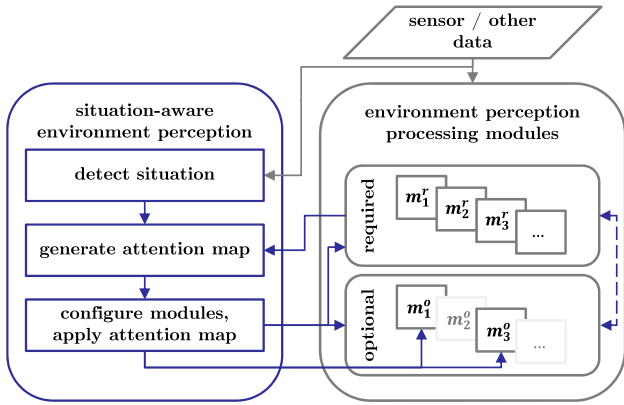 sensor / other
data
situation-aware
environment perception
detect situation
generate attention map
configure modules,
apply attention map
environment perception
processing modules
required
m₁ʳ
m₂ʳ
m₃ʳ
...
optional
m₁ᵒ
m₂ᵒ
m₃ᵒ
...